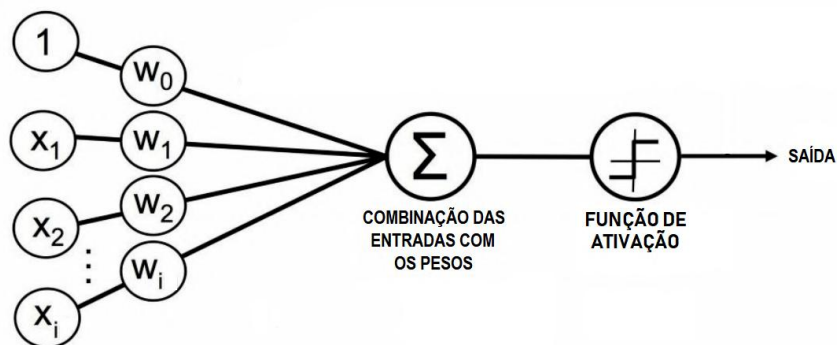 1
w₀
x₁
w₁
x₂
w₂
⋮
xᵢ
wᵢ
Σ
COMBINAÇÃO DAS
ENTRADAS COM
OS PESOS
FUNÇÃO DE
ATIVAÇÃO
SAÍDA